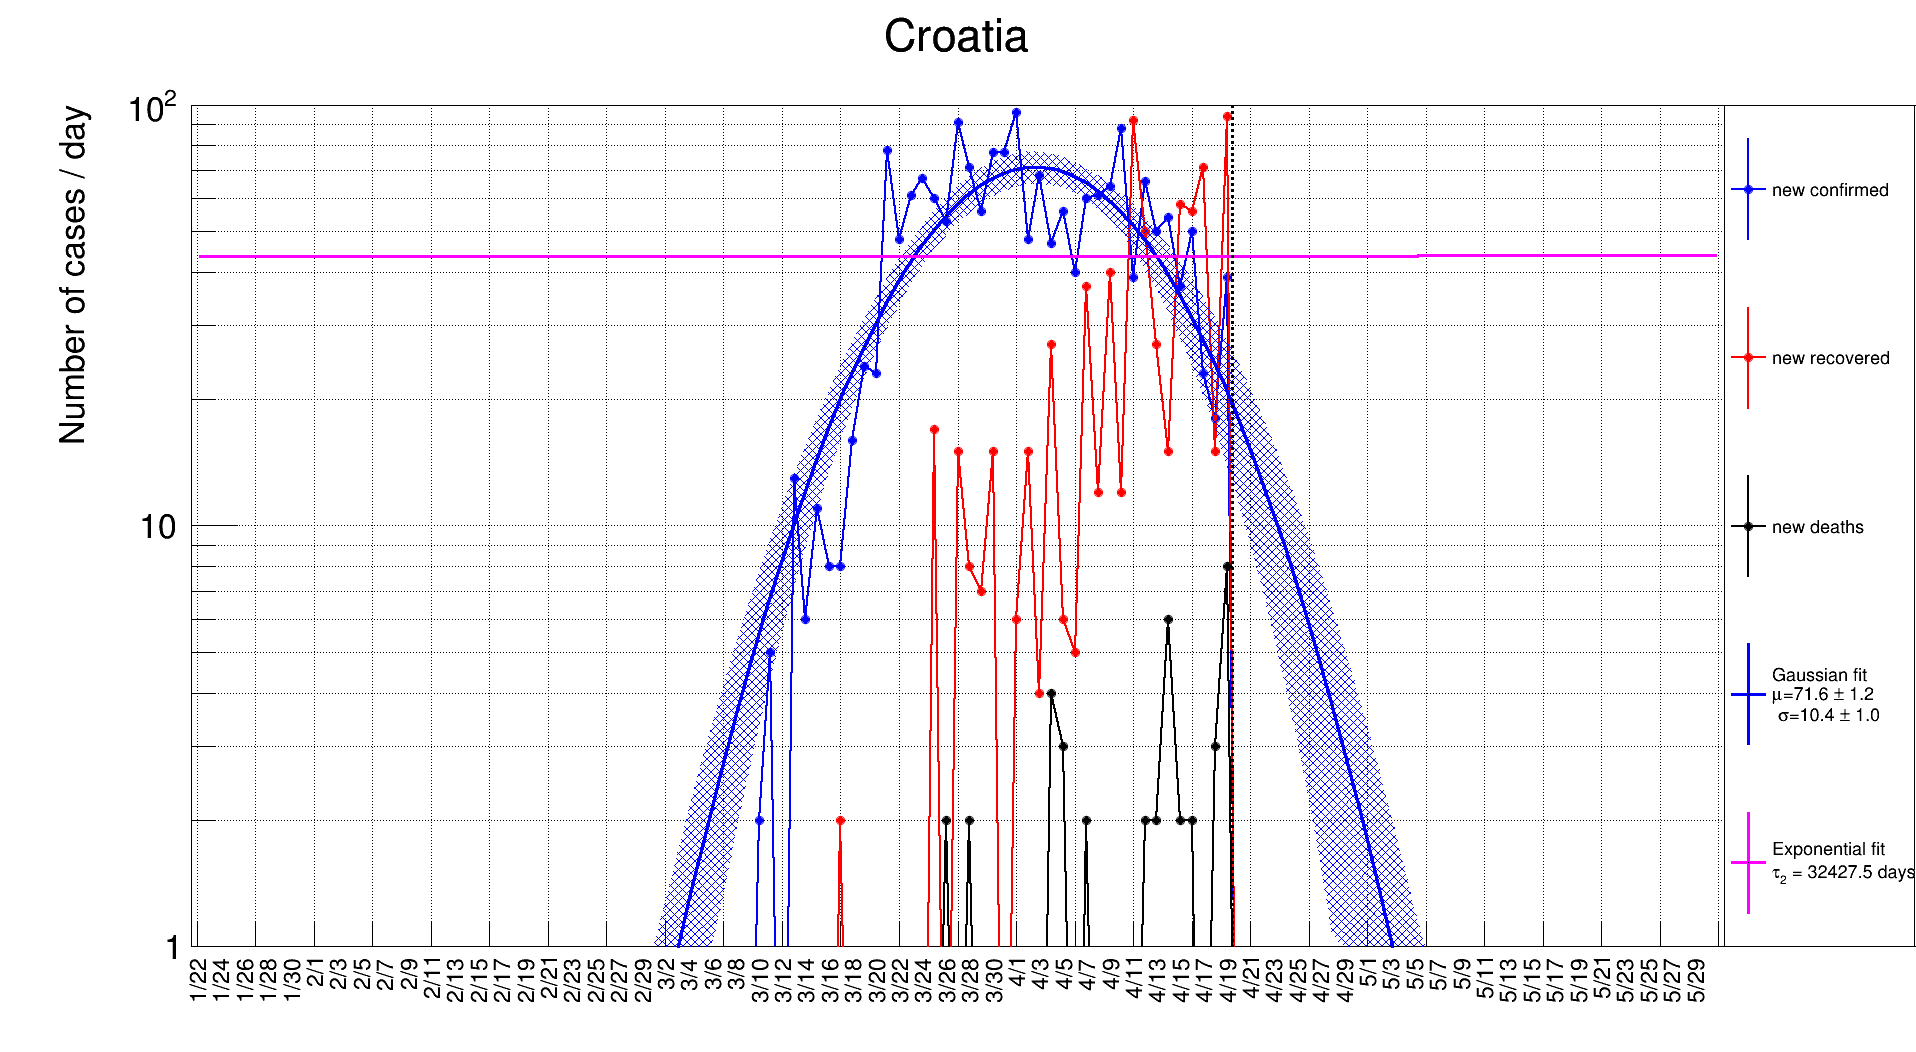 Croatia
Number of cases / day
10²
10
1
1/22 1/24 1/26 1/28 1/30 2/1 2/3 2/5 2/7 2/9 2/11 2/13 2/15 2/17 2/19 2/21 2/23 2/25 2/27 2/29 3/2 3/4 3/6 3/8 3/10 3/12 3/14 3/16 3/18 3/20 3/22 3/24 3/26 3/28 3/30 4/1 4/3 4/5 4/7 4/9 4/11 4/13 4/15 4/17 4/19 4/21 4/23 4/25 4/27 4/29 5/1 5/3 5/5 5/7 5/9 5/11 5/13 5/15 5/17 5/19 5/21 5/23 5/25 5/27 5/29
new confirmed
new recovered
new deaths
Gaussian fit
μ=71.6 ± 1.2
σ=10.4 ± 1.0
Exponential fit
τ₂ = 32427.5 days